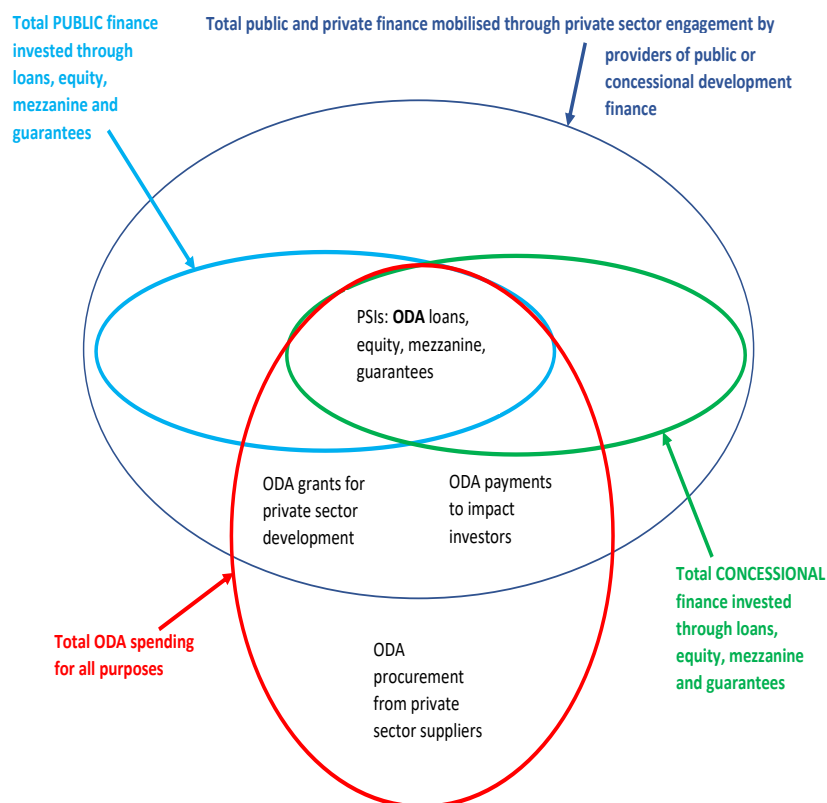 Total PUBLIC finance
invested through
loans, equity,
mezzanine and
guarantees
Total public and private finance mobilised through private sector engagement by
providers of public or
concessional development
finance
PSIs: ODA loans,
equity, mezzanine,
guarantees
ODA grants for
private sector
development
ODA payments
to impact
investors
Total CONCESSIONAL
finance invested
through loans,
equity, mezzanine
and guarantees
Total ODA spending
for all purposes
ODA
procurement
from private
sector suppliers